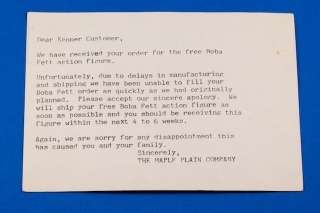 Dear Kenner Customer,
We have received your order for the free Boba
Fett action figure.
Unfortunately, due to delays in manufacturing
and shipping we have been unable to fill your
Boba Fett order as quickly as we had originally
planned. Please accept our sincere apology. We
will ship your free Boba Fett action figure as
soon as possible and you should be receiving this
figure within the next 4 to 6 weeks.
Again, we are sorry for any disappointment this
has caused you and your family.
Sincerely,
THE MAPLE PLAIN COMPANY